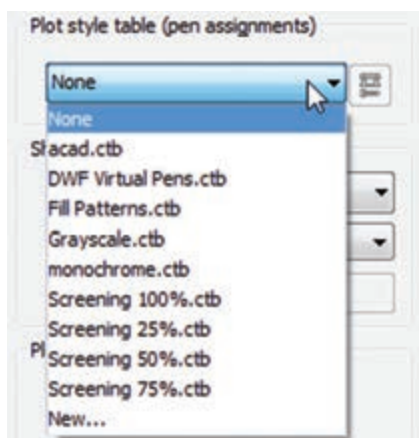 Plot style table (pen assignments)
None
None
acad.ctb
DWF Virtual Pens.ctb
Fill Patterns.ctb
Grayscale.ctb
monochrome.ctb
Screening 100%.ctb
Screening 25%.ctb
Screening 50%.ctb
Screening 75%.ctb
New...